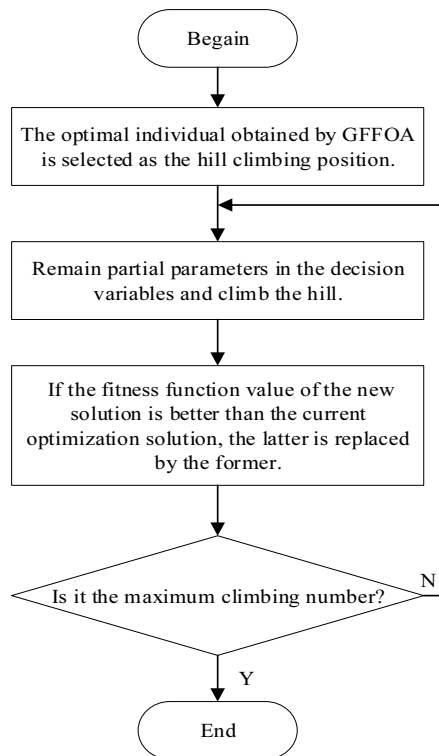 Begain
The optimal individual obtained by GFFOA
is selected as the hill climbing position.
Remain partial parameters in the decision
variables and climb the hill.
If the fitness function value of the new
solution is better than the current
optimization solution, the latter is replaced
by the former.
Is it the maximum climbing number?
N
Y
End